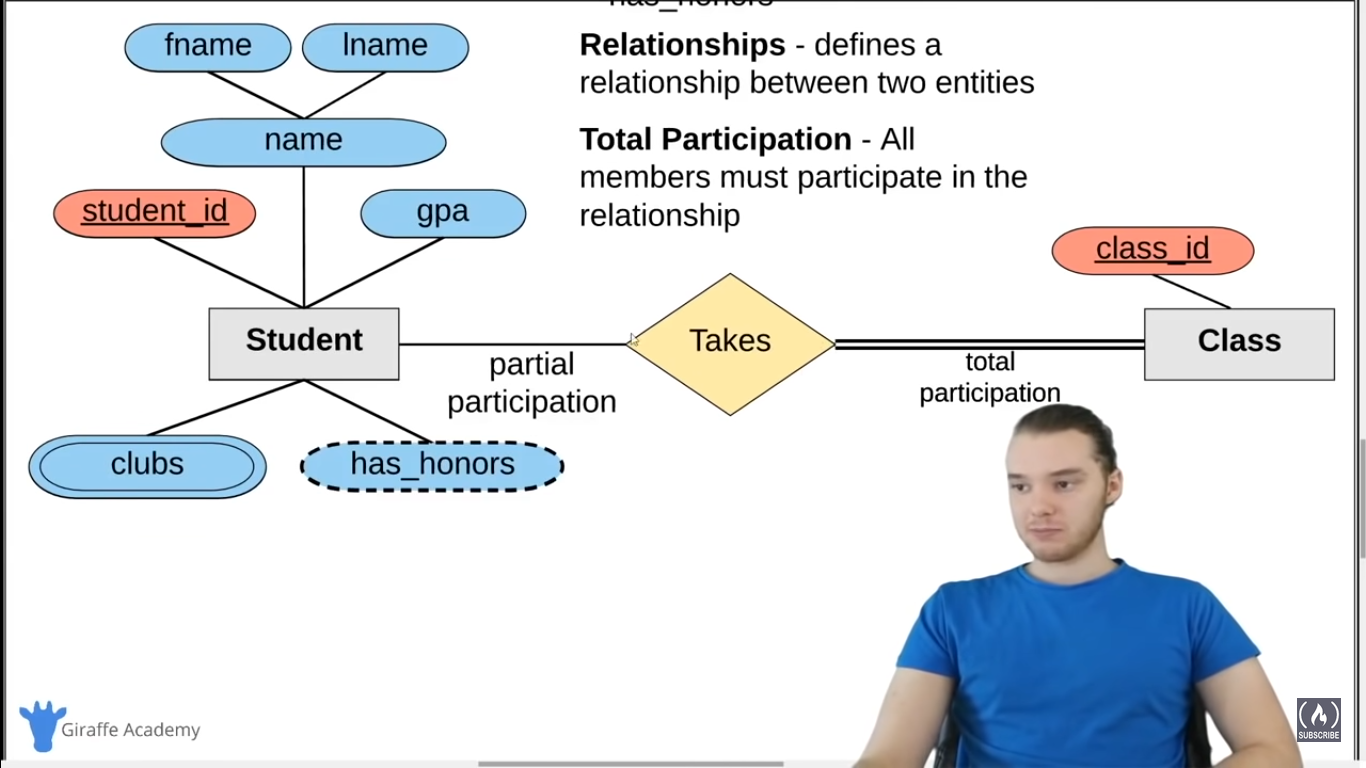 has_honors
fname
lname
Relationships - defines a
relationship between two entities
name
Total Participation - All
members must participate in the
relationship
student_id
gpa
class_id
Student
Takes
Class
partial
participation
total
participation
clubs
has_honors
Giraffe Academy
SUBSCRIBE